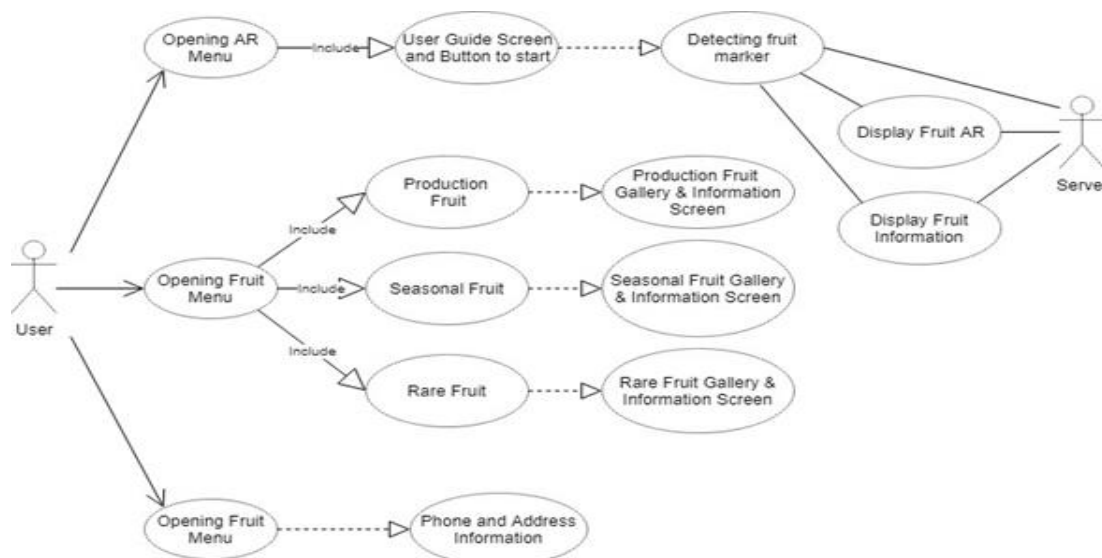 Opening AR
Menu
Include
User Guide Screen
and Button to start
Detecting fruit
marker
Display Fruit AR
Server
Display Fruit
Information
Production
Fruit
Production Fruit
Gallery & Information
Screen
Include
User
Opening Fruit
Menu
Include
Seasonal Fruit
Seasonal Fruit Gallery
& Information Screen
Include
Rare Fruit
Rare Fruit Gallery &
Information Screen
Opening Fruit
Menu
Phone and Address
Information